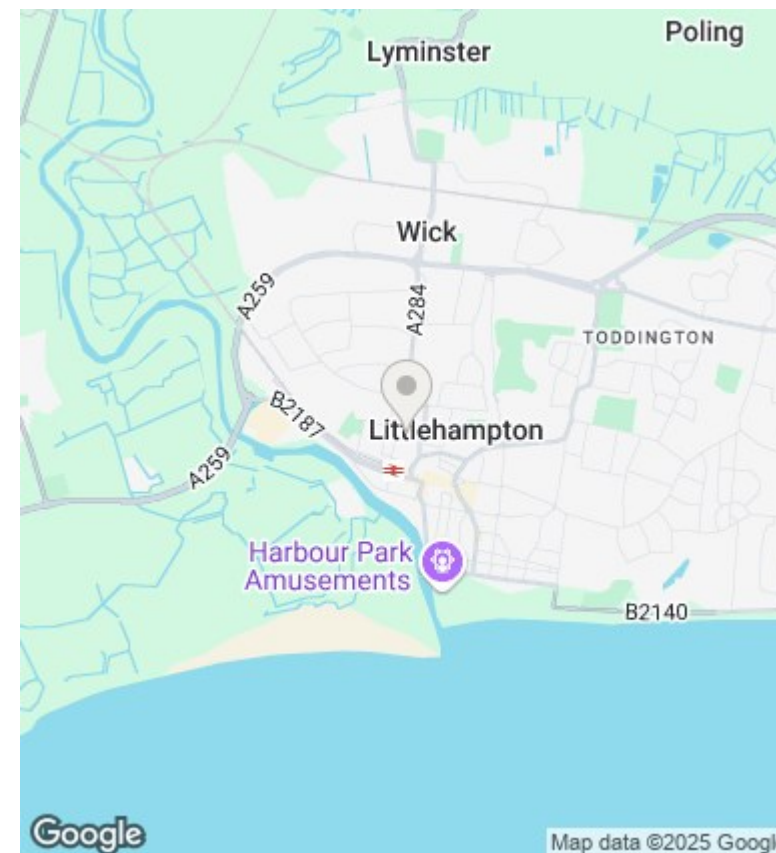 Poling
Lyminster
Wick
A259
A284
TODDINGTON
B2187
Littlehampton
A259
Harbour Park
Amusements
B2140
Google
Map data ©2025 Googl